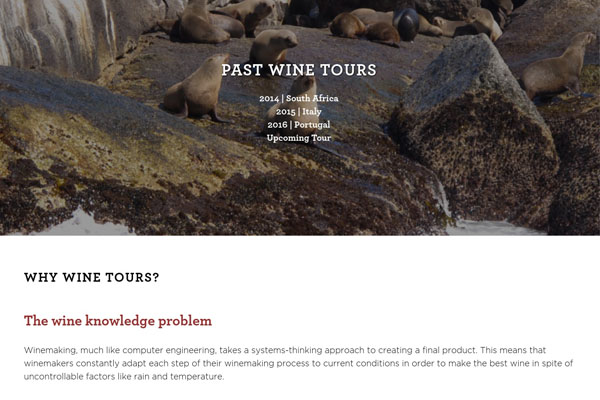 PAST WINE TOURS
2014 | South Africa
2015 | Italy
2016 | Portugal
Upcoming Tour
WHY WINE TOURS?
The wine knowledge problem
Winemaking, much like computer engineering, takes a systems-thinking approach to creating a final product. This means that
winemakers constantly adapt each step of their winemaking process to current conditions in order to make the best wine in spite of
uncontrollable factors like rain and temperature.